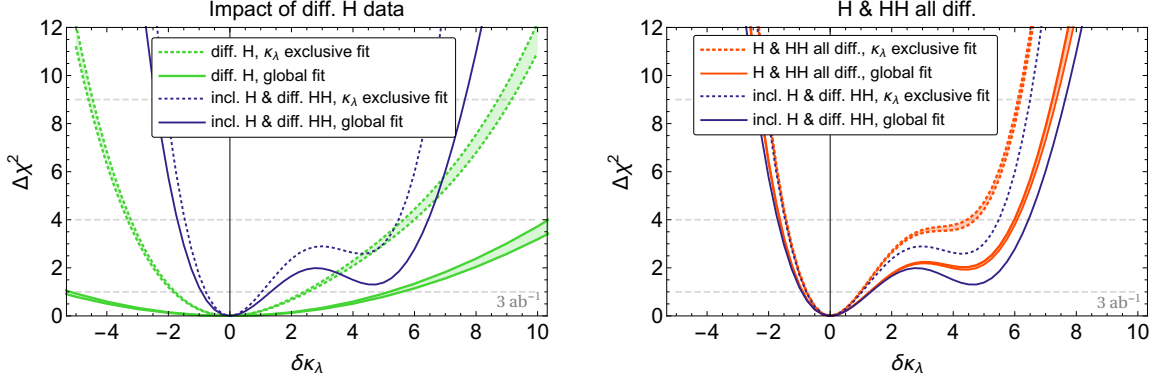 Impact of diff. H data
12
10
8
6
4
2
0
Δχ²
diff. H, κλ exclusive fit
diff. H, global fit
incl. H & diff. HH, κλ exclusive fit
incl. H & diff. HH, global fit
3 ab⁻¹
−4 −2 0 2 4 6 8 10
δκλ
H & HH all diff.
12
10
8
6
4
2
0
Δχ²
H & HH all diff., κλ exclusive fit
H & HH all diff., global fit
incl. H & diff. HH, κλ exclusive fit
incl. H & diff. HH, global fit
3 ab⁻¹
−4 −2 0 2 4 6 8 10
δκλ